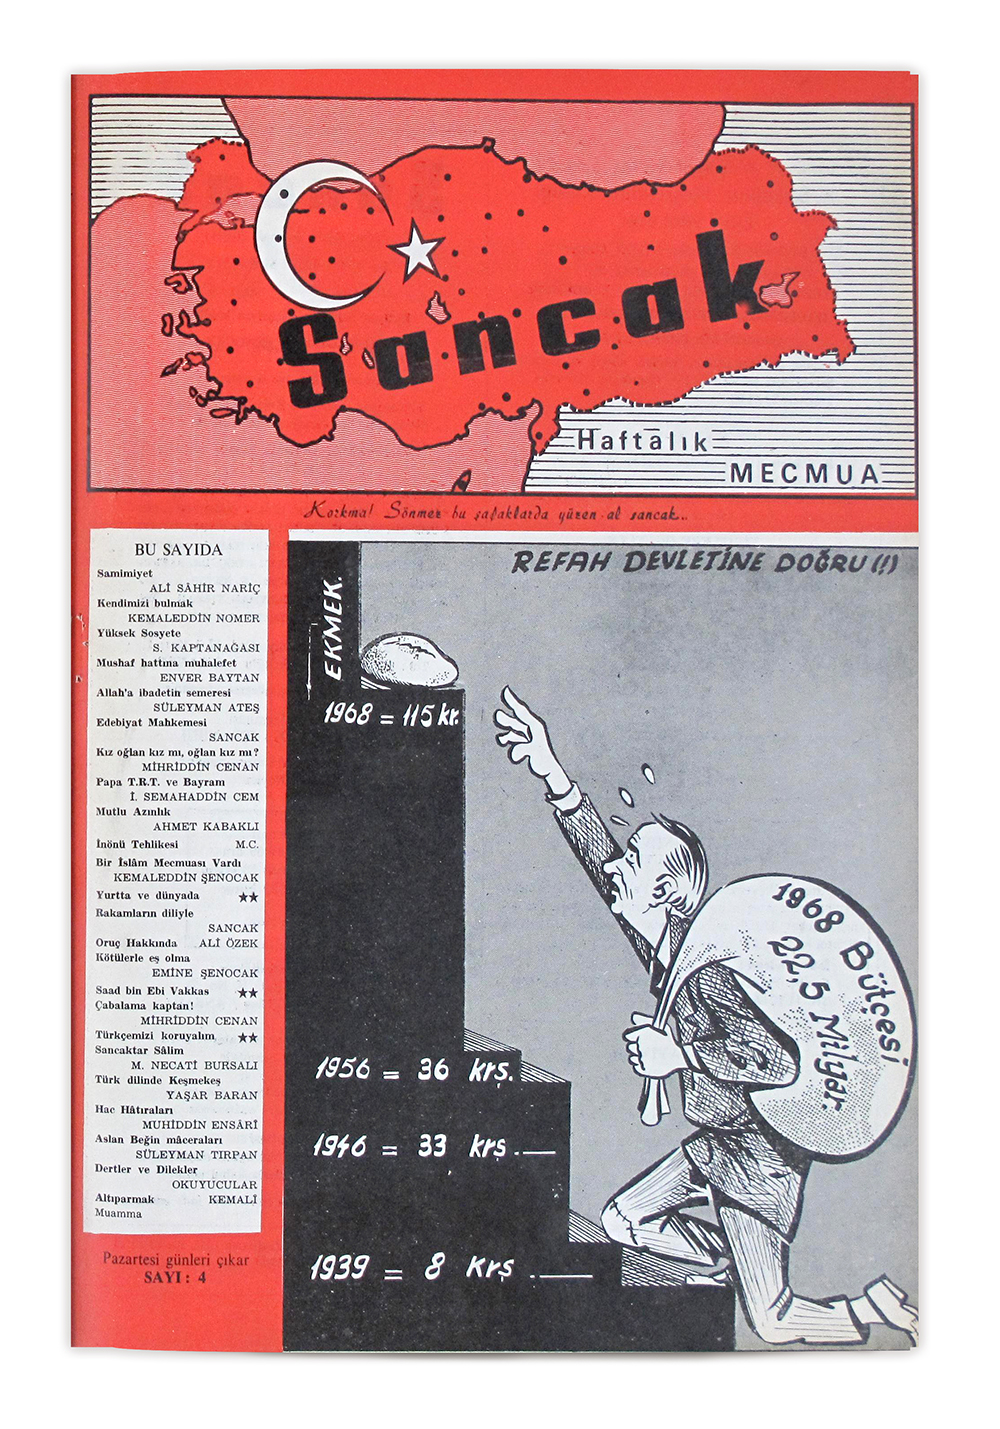 Sancak
Haftalık
MECMUA
Korkma! Sönmez bu şafaklarda yüzen al sancak..
BU SAYIDA
Samimiyet
ALİ SÂHİR NARİÇ
Kendimizi bulmak
KEMALEDDİN NOMER
Yüksek Sosyete
S. KAPTANAĞASI
Mushaf hattına muhalefet
ENVER BAYTAN
Allah'a ibadetin semeresi
SÜLEYMAN ATEŞ
Edebiyat Mahkemesi
SANCAK
Kız oğlan kız mı, oğlan kız mı?
MİHRİDDİN CENAN
Papa T.R.T. ve Bayram
İ. SEMAHADDİN CEM
Mutlu Azınlık
AHMET KABAKLI
İnönü Tehlikesi M.C.
Bir İslâm Mecmuası Vardı
KEMALEDDİN ŞENOCAK
Yurtta ve dünyada ★★
Rakamların diliyle
SANCAK
Oruç Hakkında ALİ ÖZEK
Kötülerle eş olma
EMİNE ŞENOCAK
Saad bin Ebi Vakkas ★★
Çabalama kaptan!
MİHRİDDİN CENAN
Türkçemizi koruyalım ★★
Sancaktar Sâlim
M. NECATİ BURSALI
Türk dilinde Keşmekeş
YAŞAR BARAN
Hac Hâtıraları
MUHİDDİN ENSÂRÎ
Aslan Beğin mâceraları
SÜLEYMAN TIRPAN
Dertler ve Dilekler
OKUYUCULAR
Altıparmak KEMALÎ
Muamma
Pazartesi günleri çıkar
SAYI: 4
REFAH DEVLETİNE DOĞRU(!)
EKMEK.
1968 = 115 kr.
1968 Bütçesi
22,5 Milyar.
1956 = 36 krş.
1946 = 33 krş.—
1939 = 8 Krş.—